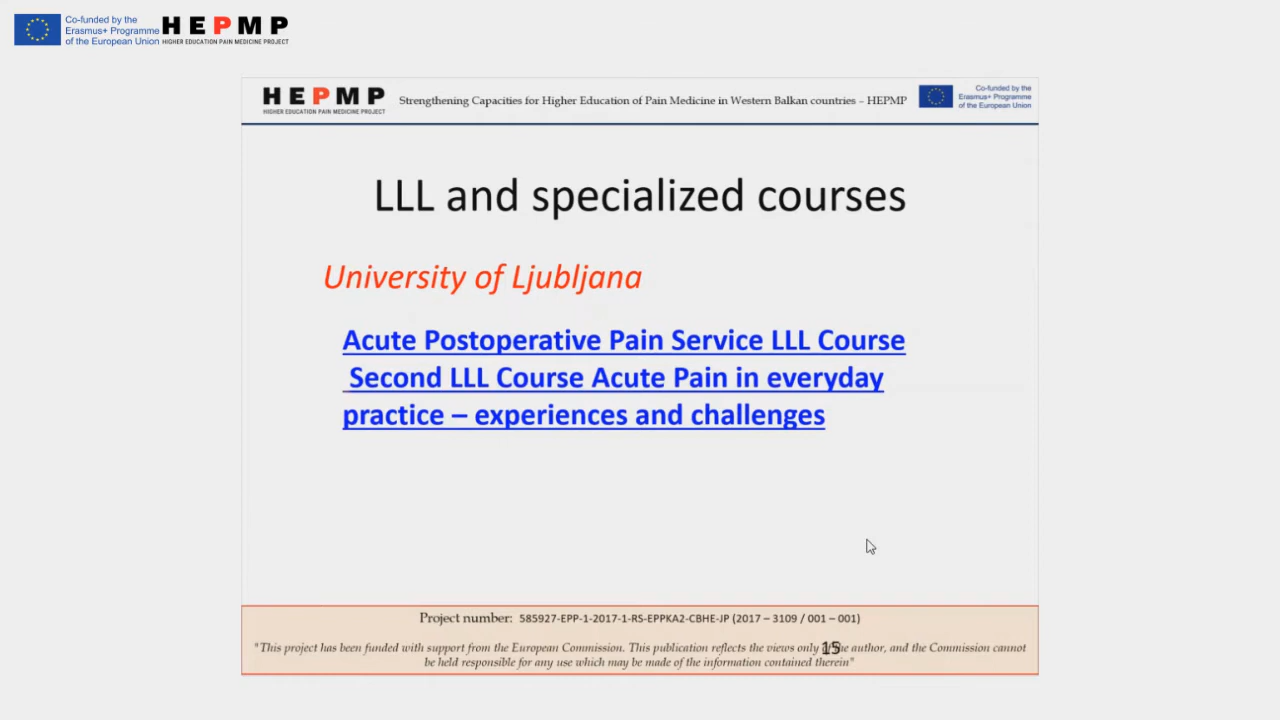 Co-funded by the
Erasmus+ Programme
of the European Union
HEPMP
HIGHER EDUCATION PAIN MEDICINE PROJECT
HEPMP
HIGHER EDUCATION PAIN MEDICINE PROJECT
Strengthening Capacities for Higher Education of Pain Medicine in Western Balkan countries – HEPMP
Co-funded by the
Erasmus+ Programme
of the European Union
LLL and specialized courses
University of Ljubljana
Acute Postoperative Pain Service LLL Course
Second LLL Course Acute Pain in everyday
practice – experiences and challenges
Project number: 585927-EPP-1-2017-1-RS-EPPKA2-CBHE-JP (2017 – 3109 / 001 – 001)
"This project has been funded with support from the European Commission. This publication reflects the views only the author, and the Commission cannot
be held responsible for any use which may be made of the information contained therein"
15